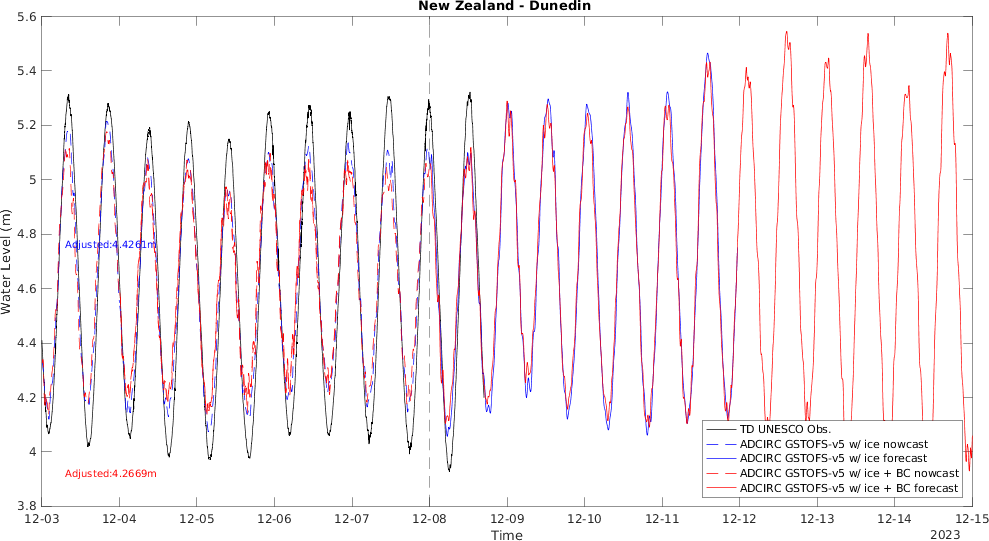 New Zealand - Dunedin
5.6
5.4
5.2
5
4.8
4.6
4.4
4.2
4
3.8
Water Level (m)
Adjusted:4.4261m
Adjusted:4.2669m
TD UNESCO Obs.
ADCIRC GSTOFS-v5 w/ ice nowcast
ADCIRC GSTOFS-v5 w/ ice forecast
ADCIRC GSTOFS-v5 w/ ice + BC nowcast
ADCIRC GSTOFS-v5 w/ ice + BC forecast
12-03 12-04 12-05 12-06 12-07 12-08 12-09 12-10 12-11 12-12 12-13 12-14 12-15
Time
2023